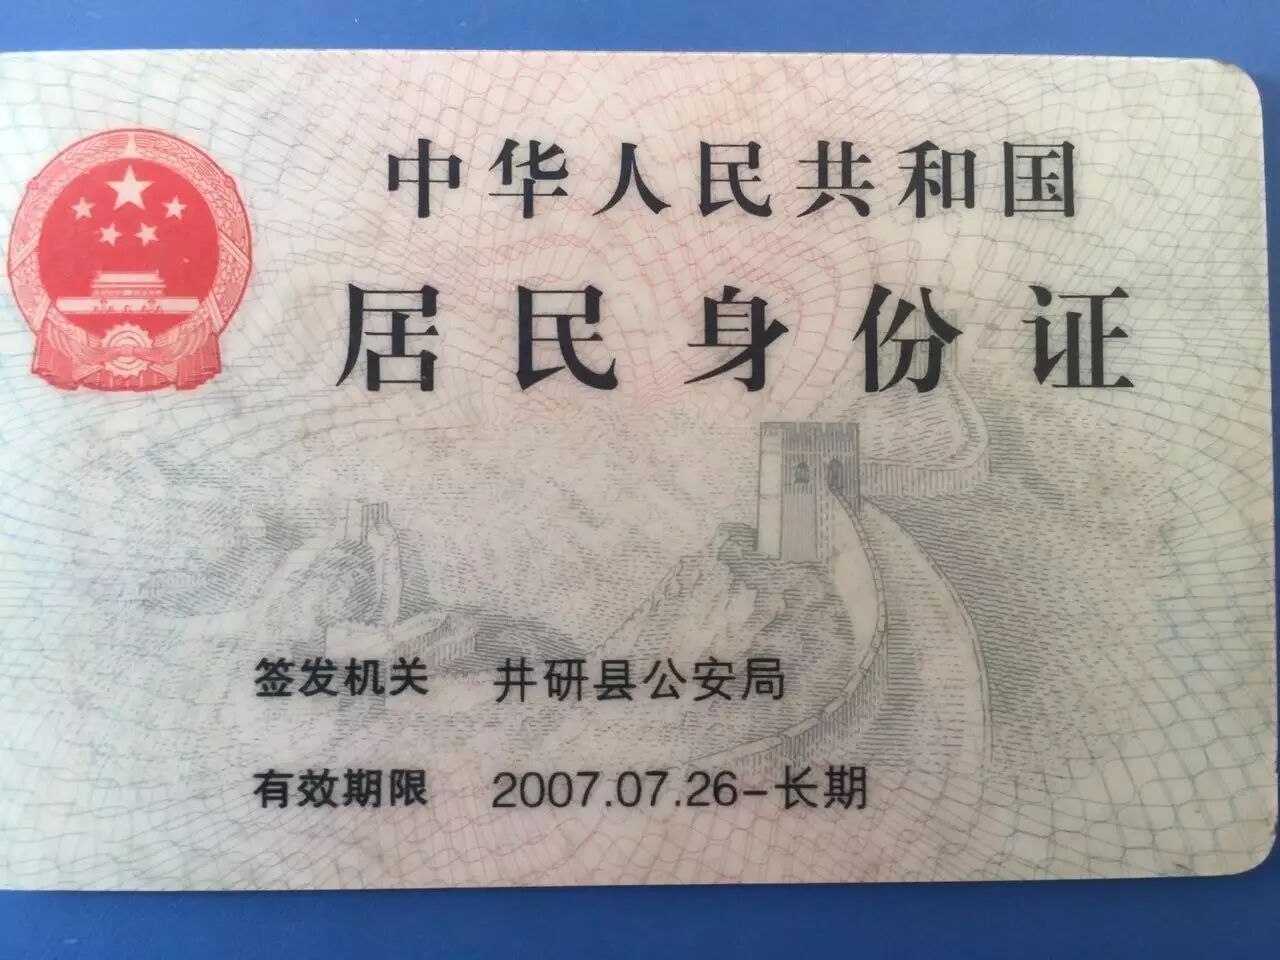 中华人民共和国
居民身份证
签发机关 井研县公安局
有效期限 2007.07.26-长期